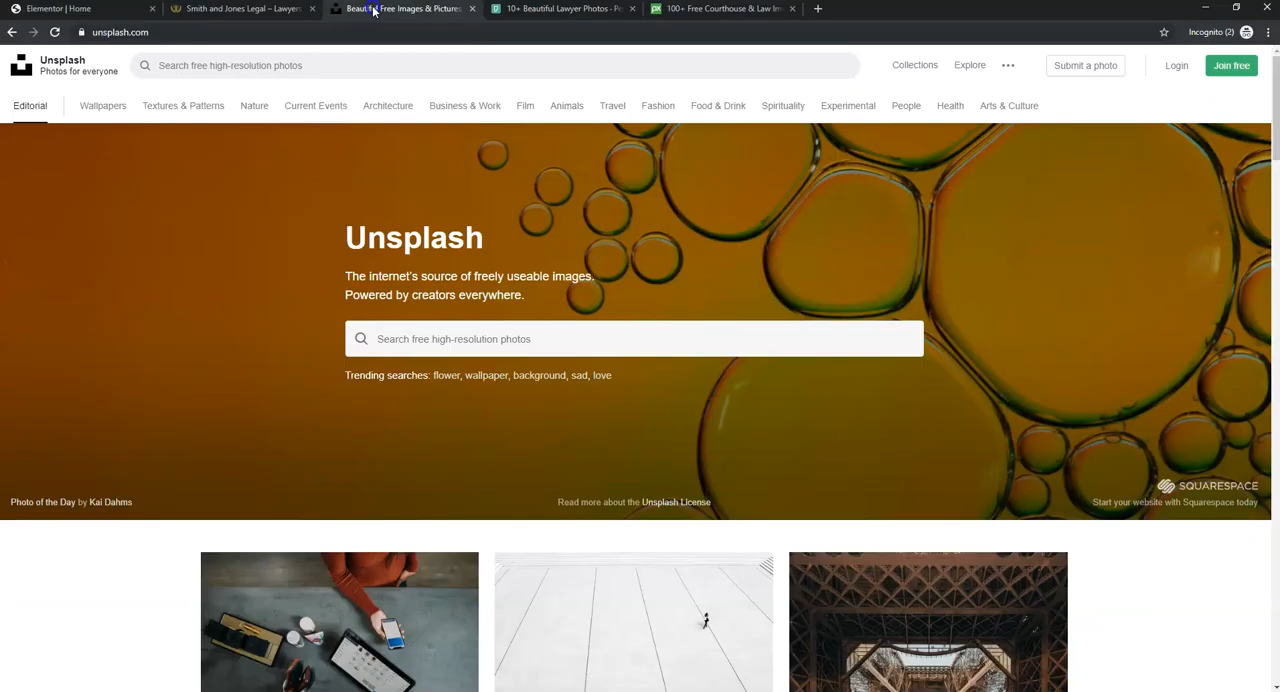 Elementor | Home
Smith and Jones Legal – Lawyers
Free Images & Pictures
10+ Beautiful Lawyer Photos · Pe
100+ Free Courthouse & Law Im
unsplash.com
Incognito (2)
Unsplash
Photos for everyone
Search free high-resolution photos
Collections
Explore
Submit a photo
Login
Join free
Editorial
Wallpapers
Textures & Patterns
Nature
Current Events
Architecture
Business & Work
Film
Animals
Travel
Fashion
Food & Drink
Spirituality
Experimental
People
Health
Arts & Culture
Unsplash
The internet's source of freely useable images.
Powered by creators everywhere.
Search free high-resolution photos
Trending searches: flower, wallpaper, background, sad, love
Photo of the Day by Kai Dahms
Read more about the Unsplash License
SQUARESPACE
Start your website with Squarespace today